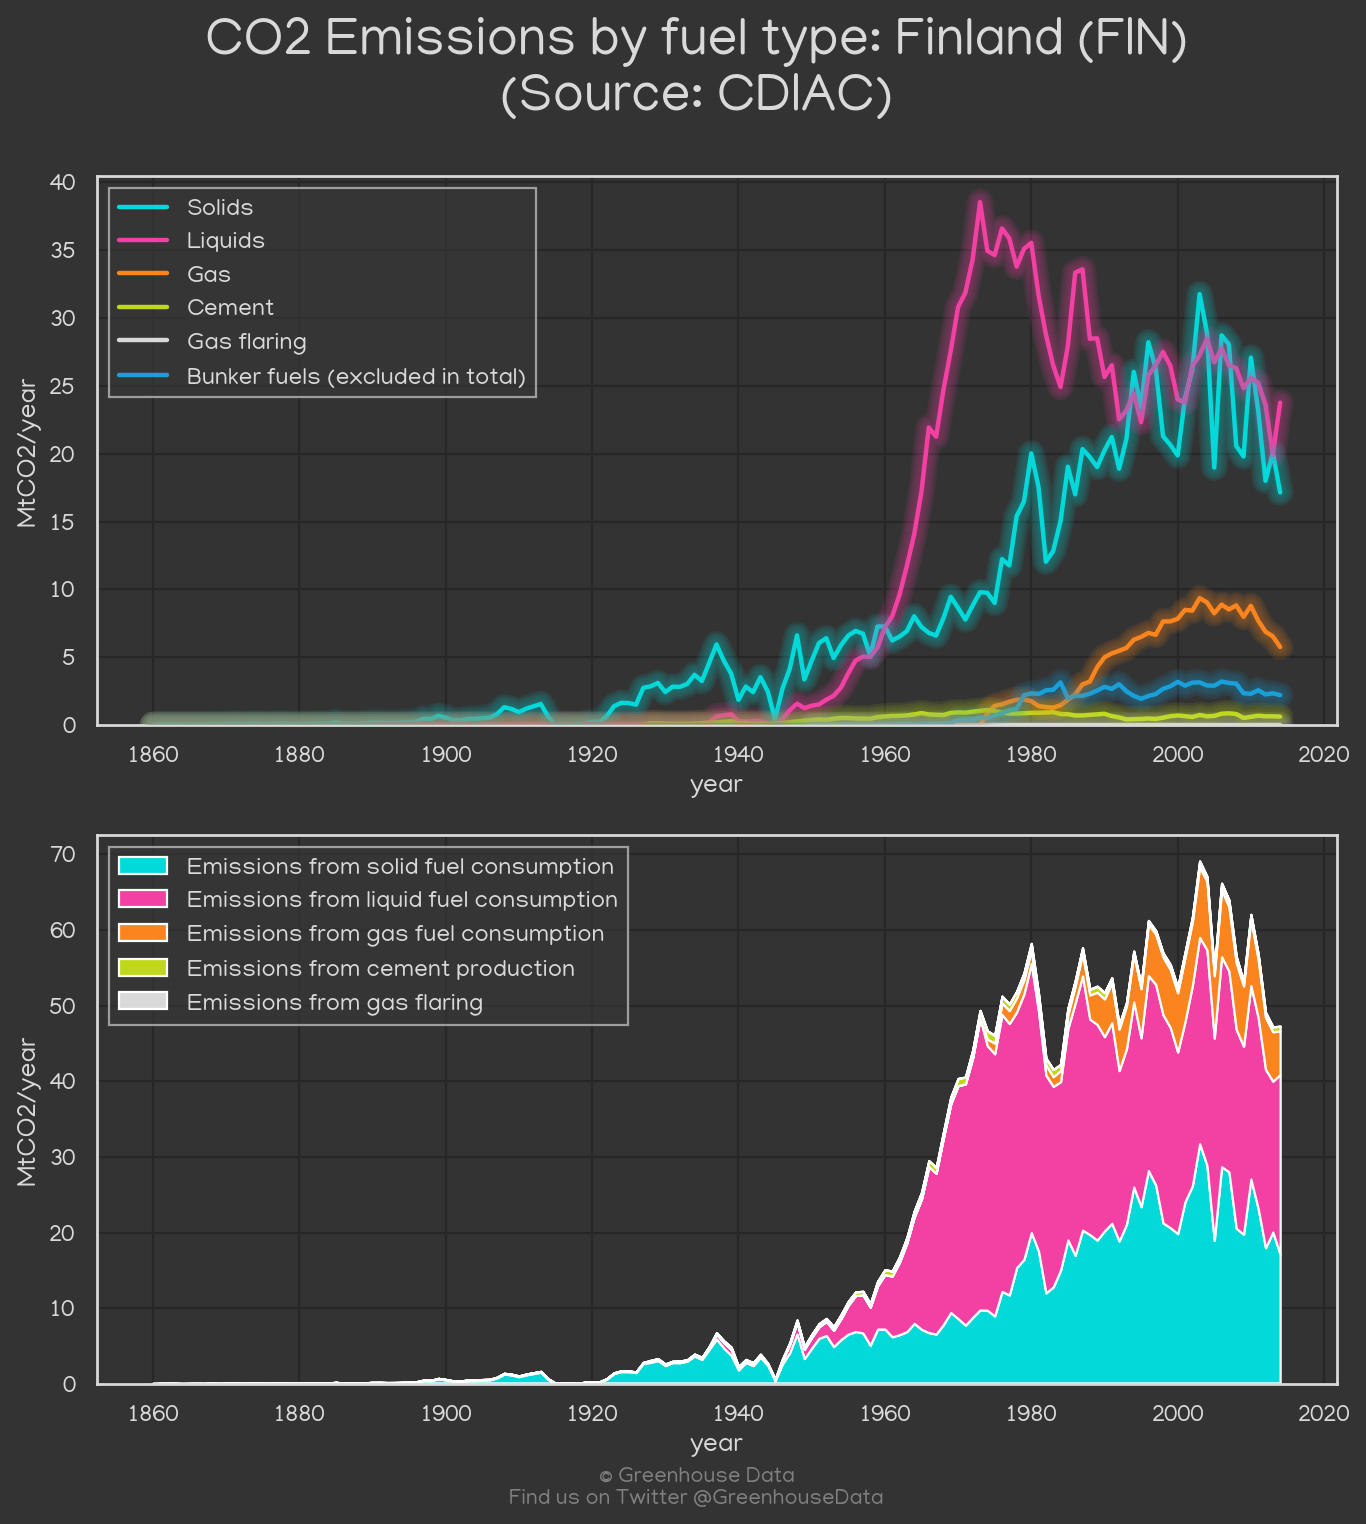 CO2 Emissions by fuel type: Finland (FIN)
(Source: CDIAC)
40
35
30
25
20
15
10
5
0
MtCO2/year
Solids
Liquids
Gas
Cement
Gas flaring
Bunker fuels (excluded in total)
1860 1880 1900 1920 1940 1960 1980 2000 2020
year
70
60
50
40
30
20
10
0
MtCO2/year
Emissions from solid fuel consumption
Emissions from liquid fuel consumption
Emissions from gas fuel consumption
Emissions from cement production
Emissions from gas flaring
1860 1880 1900 1920 1940 1960 1980 2000 2020
year
© Greenhouse Data
Find us on Twitter @GreenhouseData